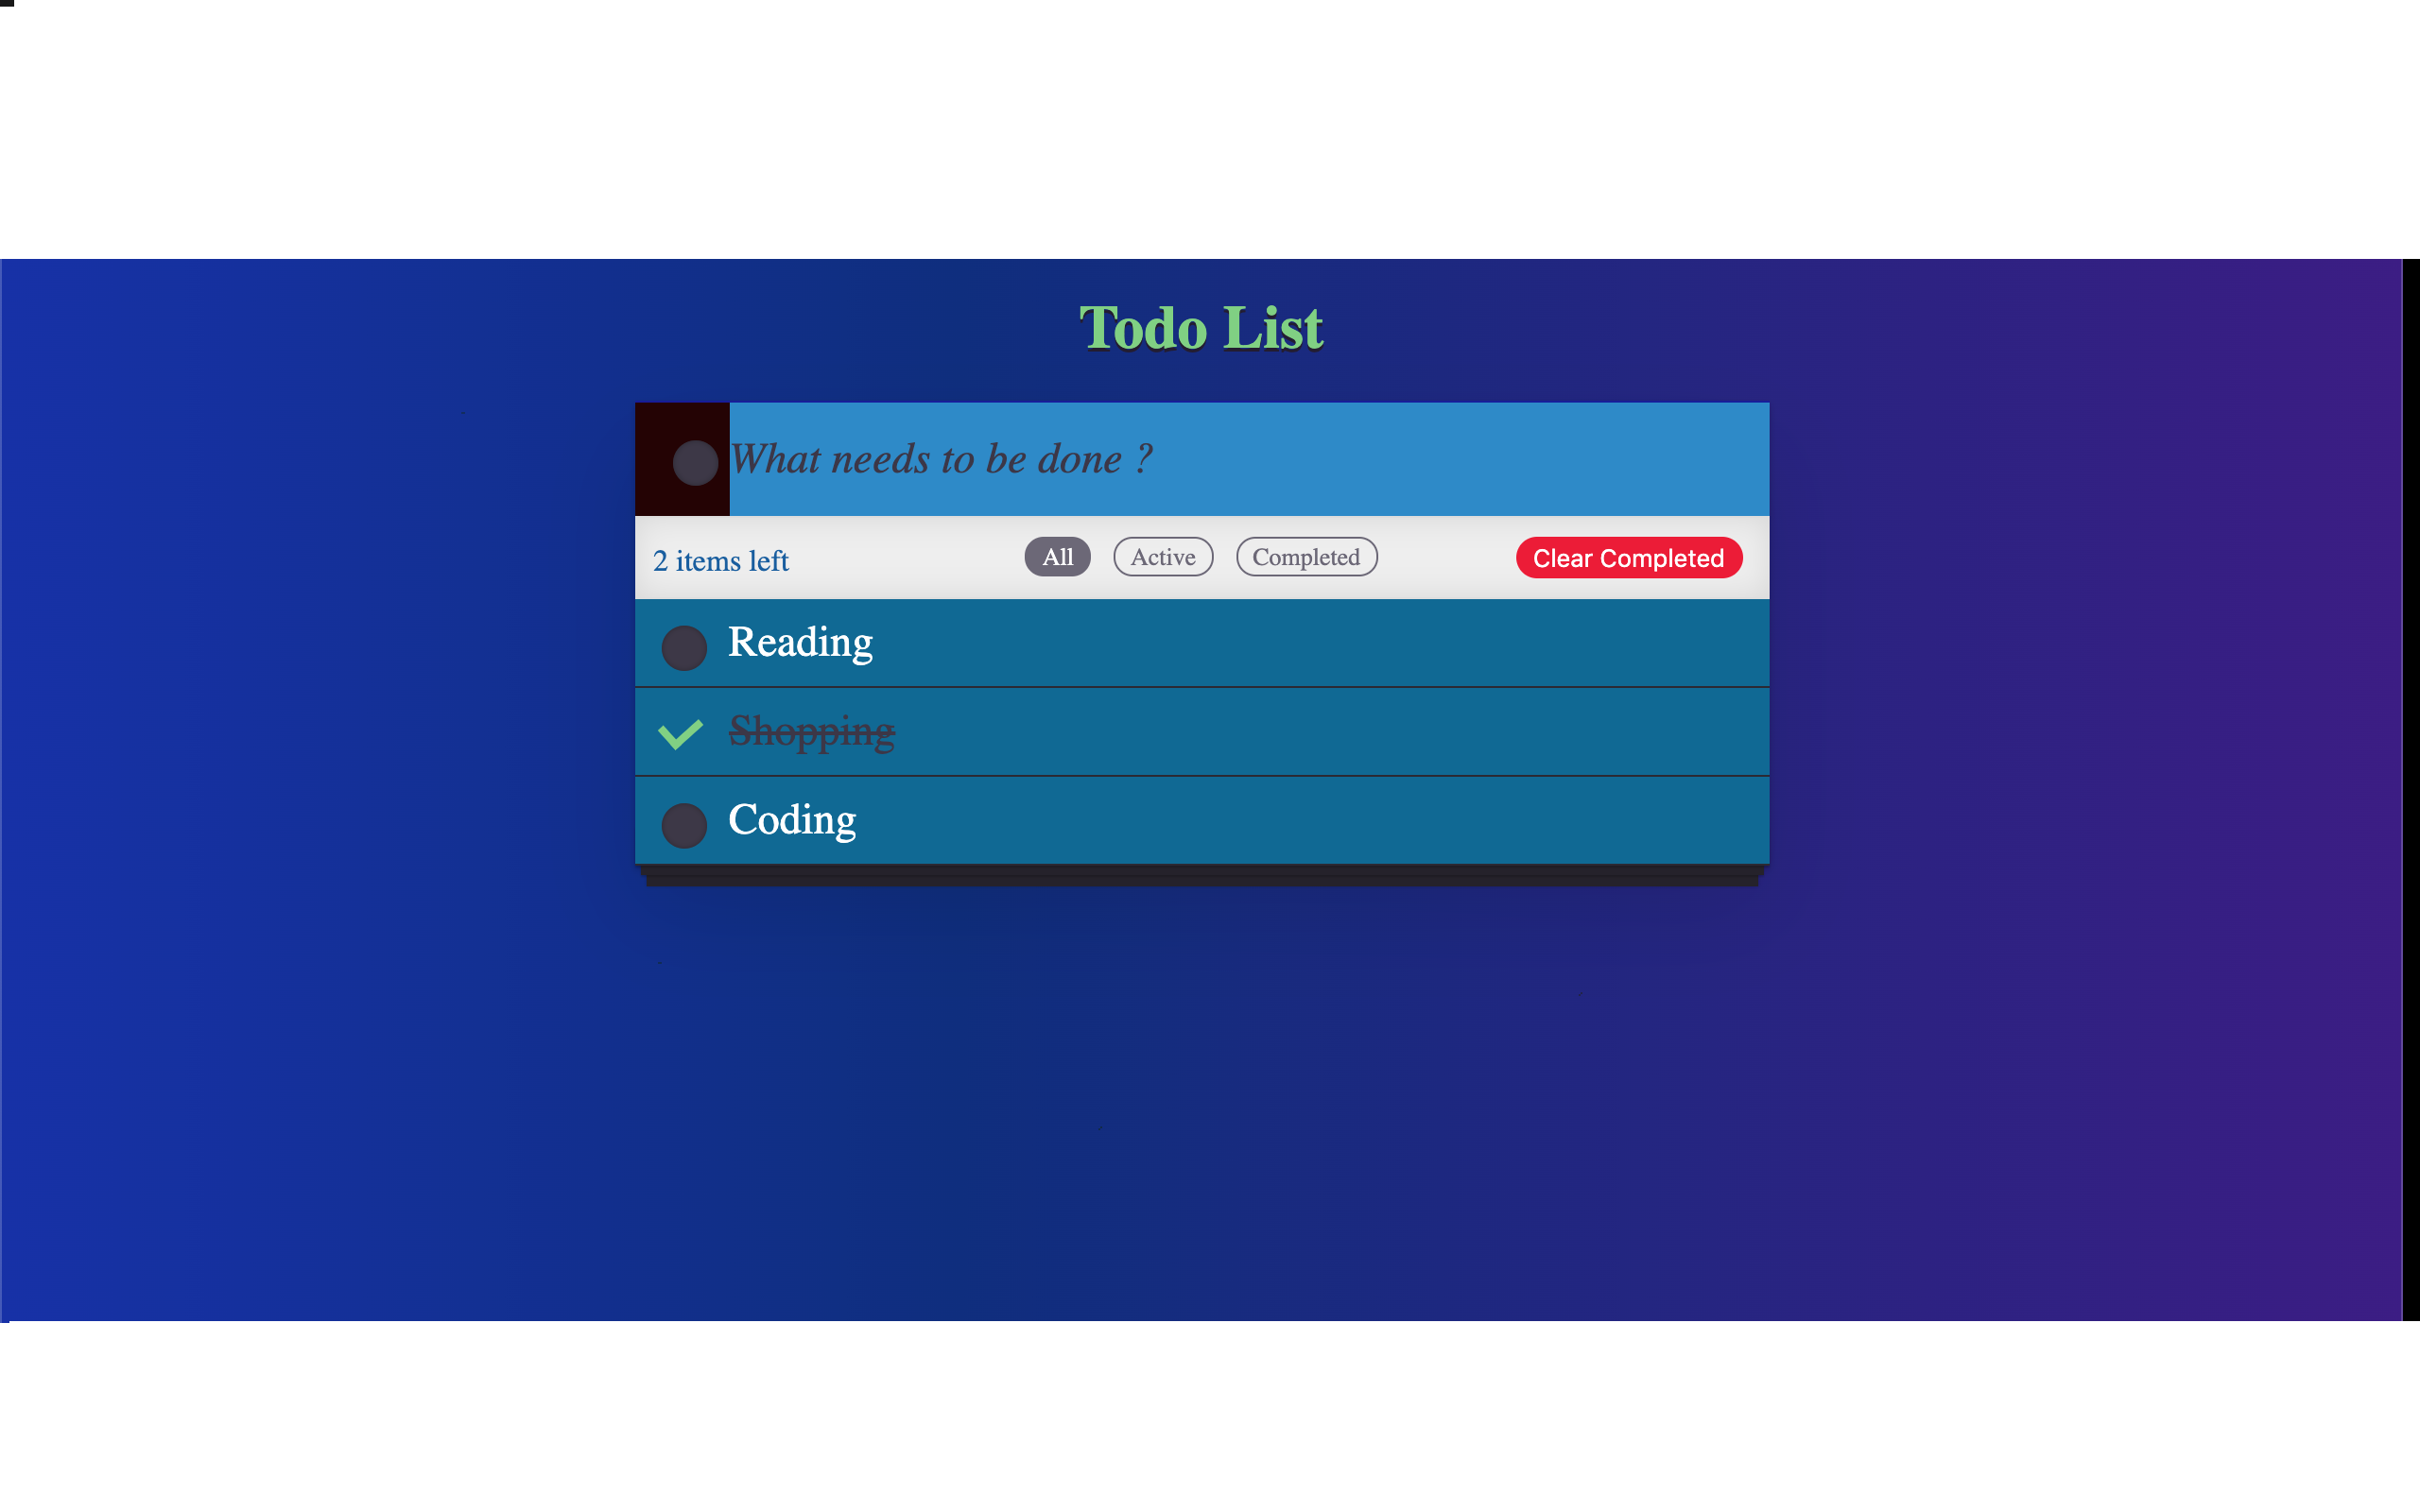 Todo List
What needs to be done ?
2 items left All Active Completed Clear Completed
Reading
Shopping
Coding